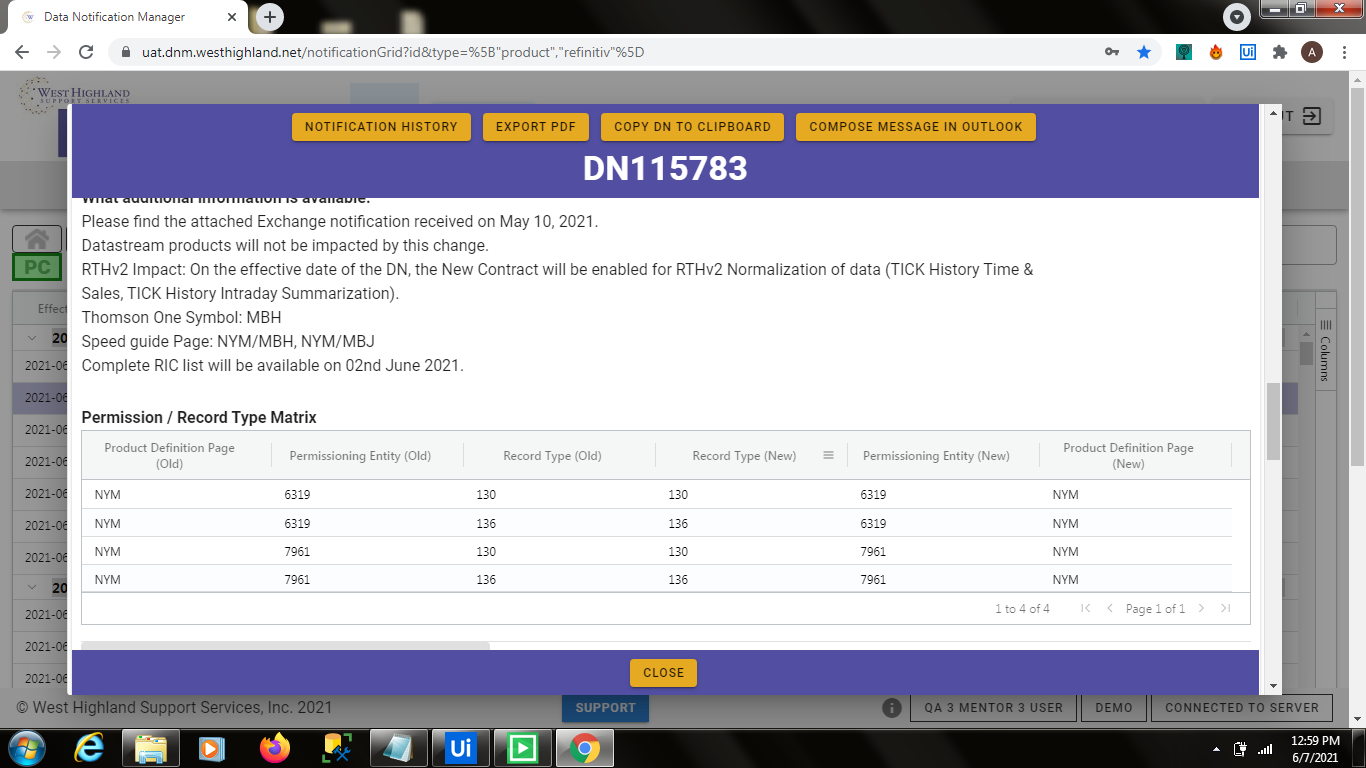 Data Notification Manager
uat.dnm.westhighland.net/notificationGrid?id&type=%5B"product","refinitiv"%5D
Ui
A
WEST HIGHLAND
SUPPORT SERVICES
NOTIFICATION HISTORY
EXPORT PDF
COPY DN TO CLIPBOARD
COMPOSE MESSAGE IN OUTLOOK
DN115783
What additional information is available:
Please find the attached Exchange notification received on May 10, 2021.
Datastream products will not be impacted by this change.
RTHv2 Impact: On the effective date of the DN, the New Contract will be enabled for RTHv2 Normalization of data (TICK History Time &
Sales, TICK History Intraday Summarization).
Thomson One Symbol: MBH
Speed guide Page: NYM/MBH, NYM/MBJ
Complete RIC list will be available on 02nd June 2021.
Permission / Record Type Matrix
Product Definition Page (Old) Permissioning Entity (Old) Record Type (Old) Record Type (New) Permissioning Entity (New) Product Definition Page (New)
NYM 6319 130 130 6319 NYM
NYM 6319 136 136 6319 NYM
NYM 7961 130 130 7961 NYM
NYM 7961 136 136 7961 NYM
1 to 4 of 4 Page 1 of 1
CLOSE
PC
Effect
20
2021-06
2021-06
2021-06
2021-06
2021-06
2021-06
2021-06
20
2021-06
2021-06
2021-06
Columns
© West Highland Support Services, Inc. 2021
SUPPORT
QA 3 MENTOR 3 USER
DEMO
CONNECTED TO SERVER
Ui
12:59 PM
6/7/2021